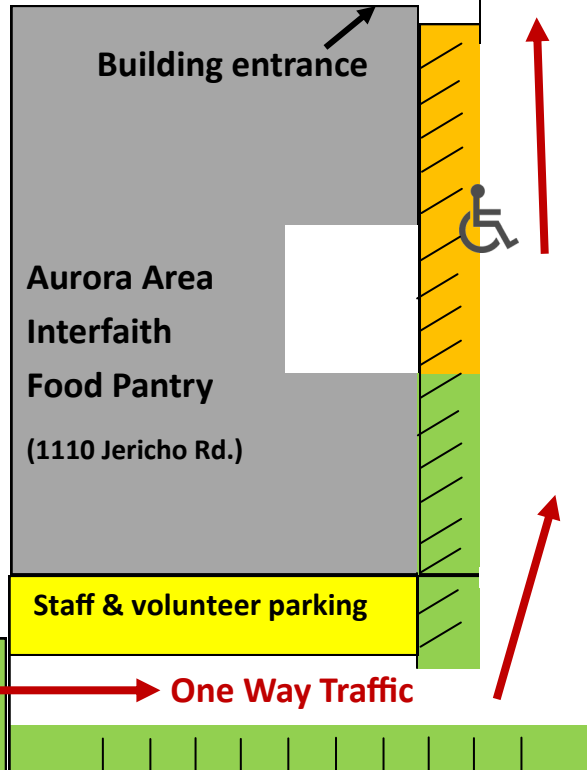 Building entrance
Aurora Area
Interfaith
Food Pantry
(1110 Jericho Rd.)
Staff & volunteer parking
One Way Traffic